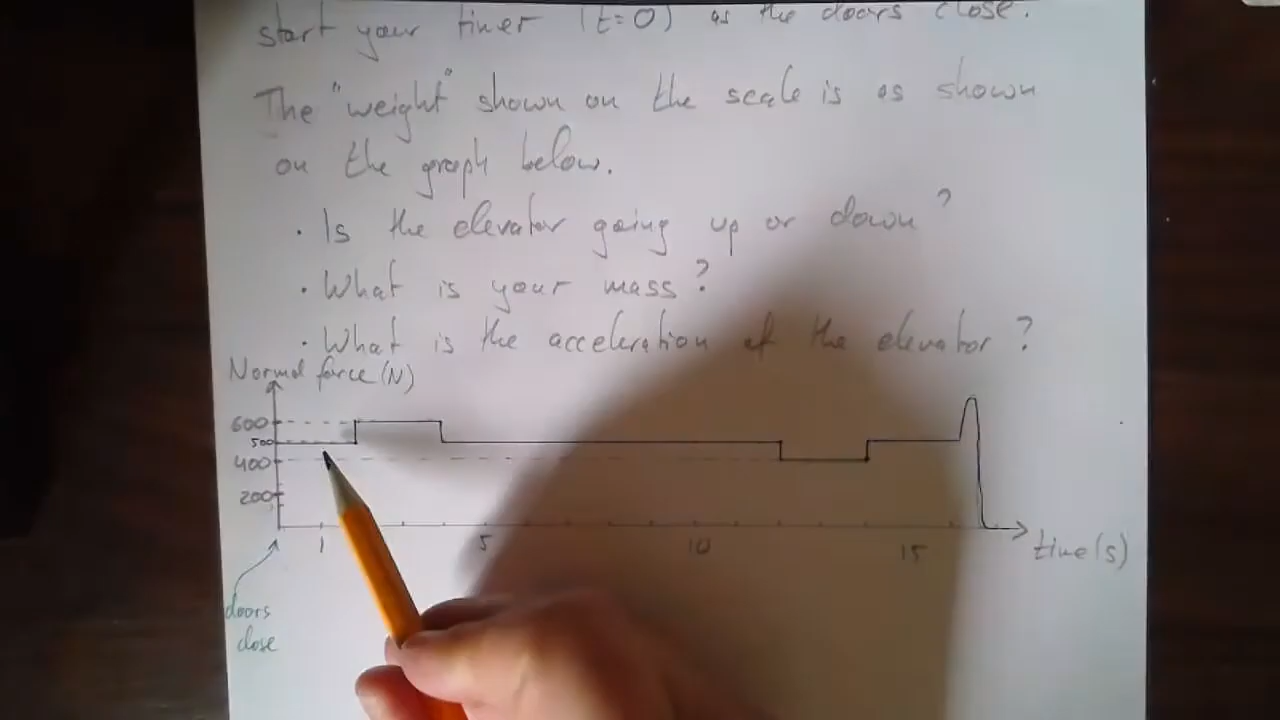 start your timer (t=0) as the doors close.
The "weight" shown on the scale is as shown
on the graph below.
• Is the elevator going up or down?
• What is your mass?
• What is the acceleration of the elevator?
Normal force (N)
600
500
400
200
1
5
10
15
time (s)
doors
close